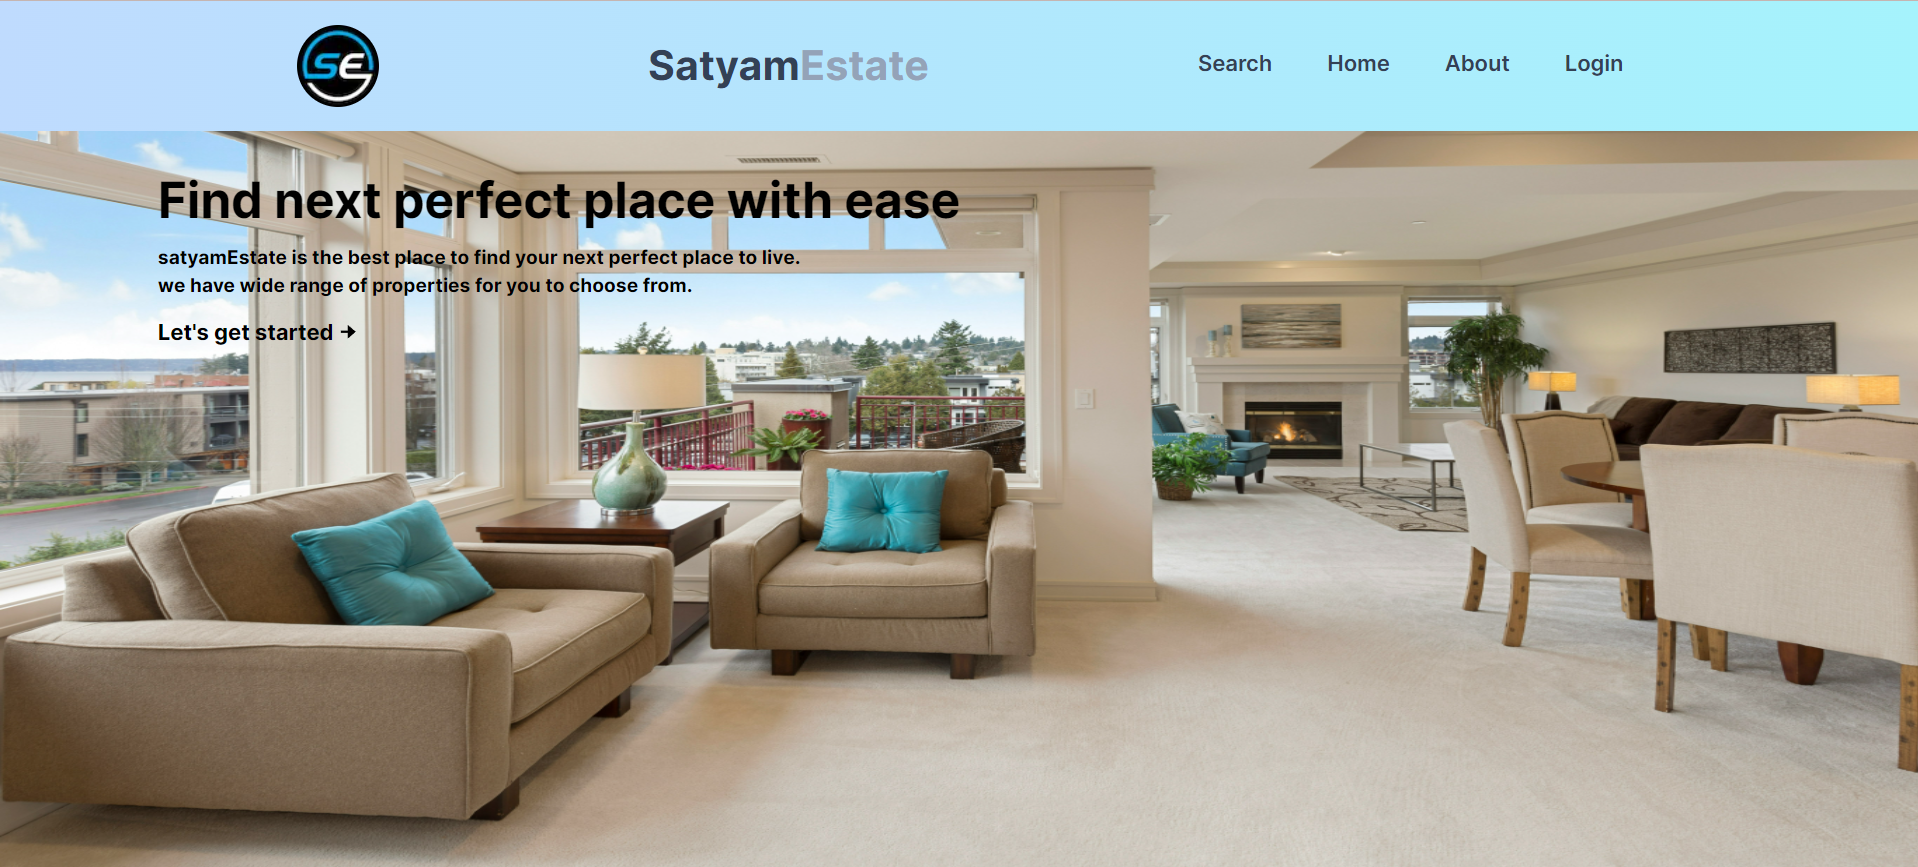 SE
SatyamEstate
Search Home About Login
Find next perfect place with ease
satyamEstate is the best place to find your next perfect place to live.
we have wide range of properties for you to choose from.
Let's get started →